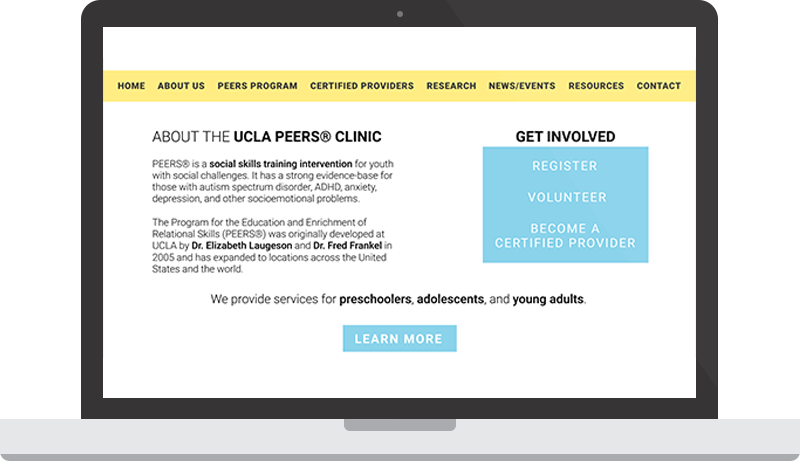 HOME ABOUT US PEERS PROGRAM CERTIFIED PROVIDERS RESEARCH NEWS/EVENTS RESOURCES CONTACT
ABOUT THE UCLA PEERS® CLINIC
PEERS® is a social skills training intervention for youth
with social challenges. It has a strong evidence-base for
those with autism spectrum disorder, ADHD, anxiety,
depression, and other socioemotional problems.
The Program for the Education and Enrichment of
Relational Skills (PEERS®) was originally developed at
UCLA by Dr. Elizabeth Laugeson and Dr. Fred Frankel in
2005 and has expanded to locations across the United
States and the world.
GET INVOLVED
REGISTER
VOLUNTEER
BECOME A
CERTIFIED PROVIDER
We provide services for preschoolers, adolescents, and young adults.
LEARN MORE